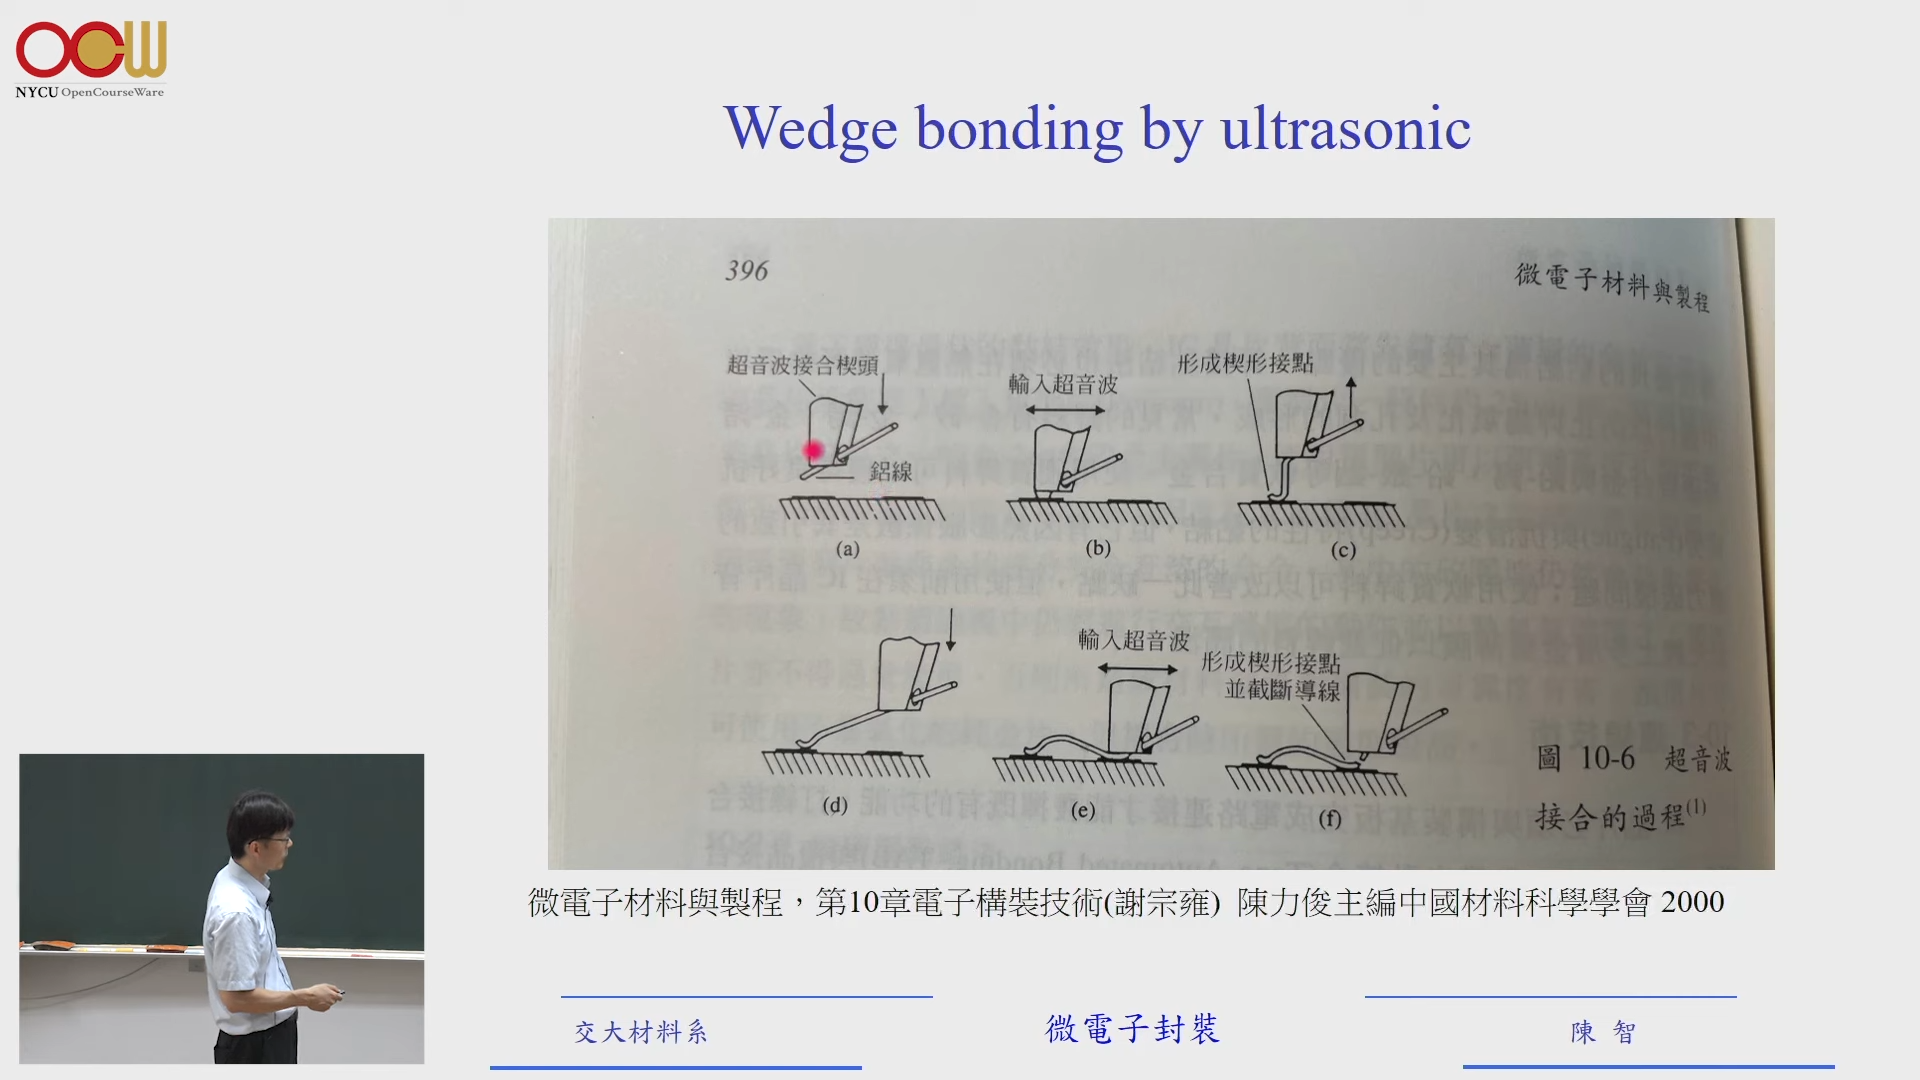 OCW
NYCU OpenCourseWare
Wedge bonding by ultrasonic
396
微電子材料與製程
超音波接合楔頭
鋁線
(a)
輸入超音波
(b)
形成楔形接點
(c)
(d)
輸入超音波
(e)
形成楔形接點
並截斷導線
(f)
圖 10-6 超音波
接合的過程(1)
微電子材料與製程，第10章電子構裝技術(謝宗雍) 陳力俊主編中國材料科學學會 2000
交大材料系
微電子封裝
陳 智